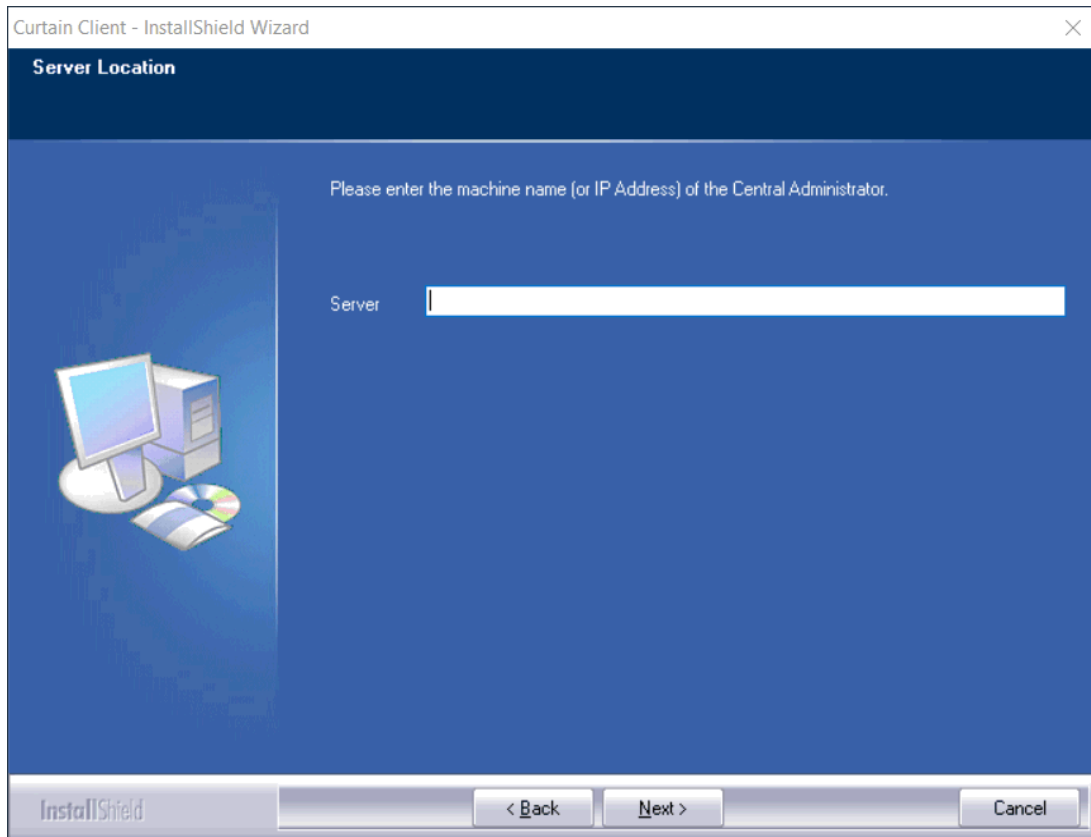 Curtain Client - InstallShield Wizard
Server Location
Please enter the machine name (or IP Address) of the Central Administrator.
Server
InstallShield
< Back
Next >
Cancel